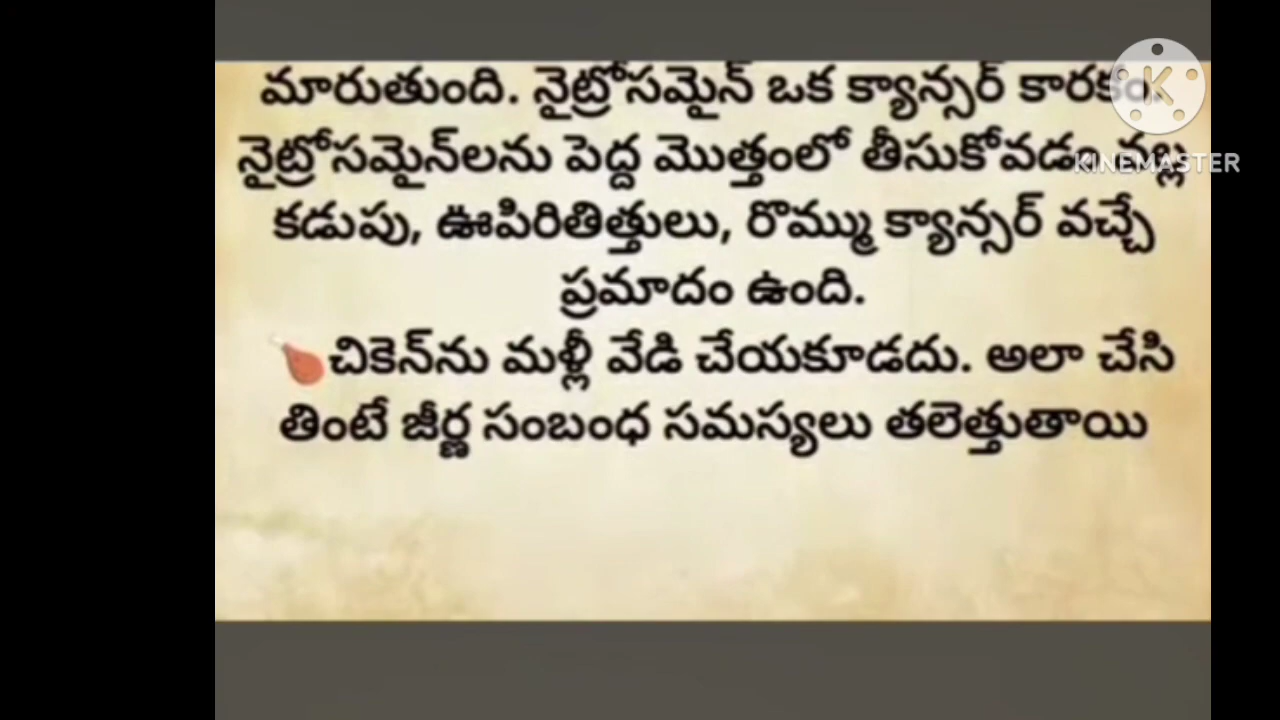 మారుతుంది. నైట్రోసమైన్ ఒక క్యాన్సర్ కారకం.
నైట్రోసమైన్‌లను పెద్ద మొత్తంలో తీసుకోవడం వల్ల
కడుపు, ఊపిరితిత్తులు, రొమ్ము క్యాన్సర్ వచ్చే
ప్రమాదం ఉంది.
చికెన్‌ను మళ్లీ వేడి చేయకూడదు. అలా చేసి
తింటే జీర్ణ సంబంధ సమస్యలు తలెత్తుతాయి
KINEMASTER